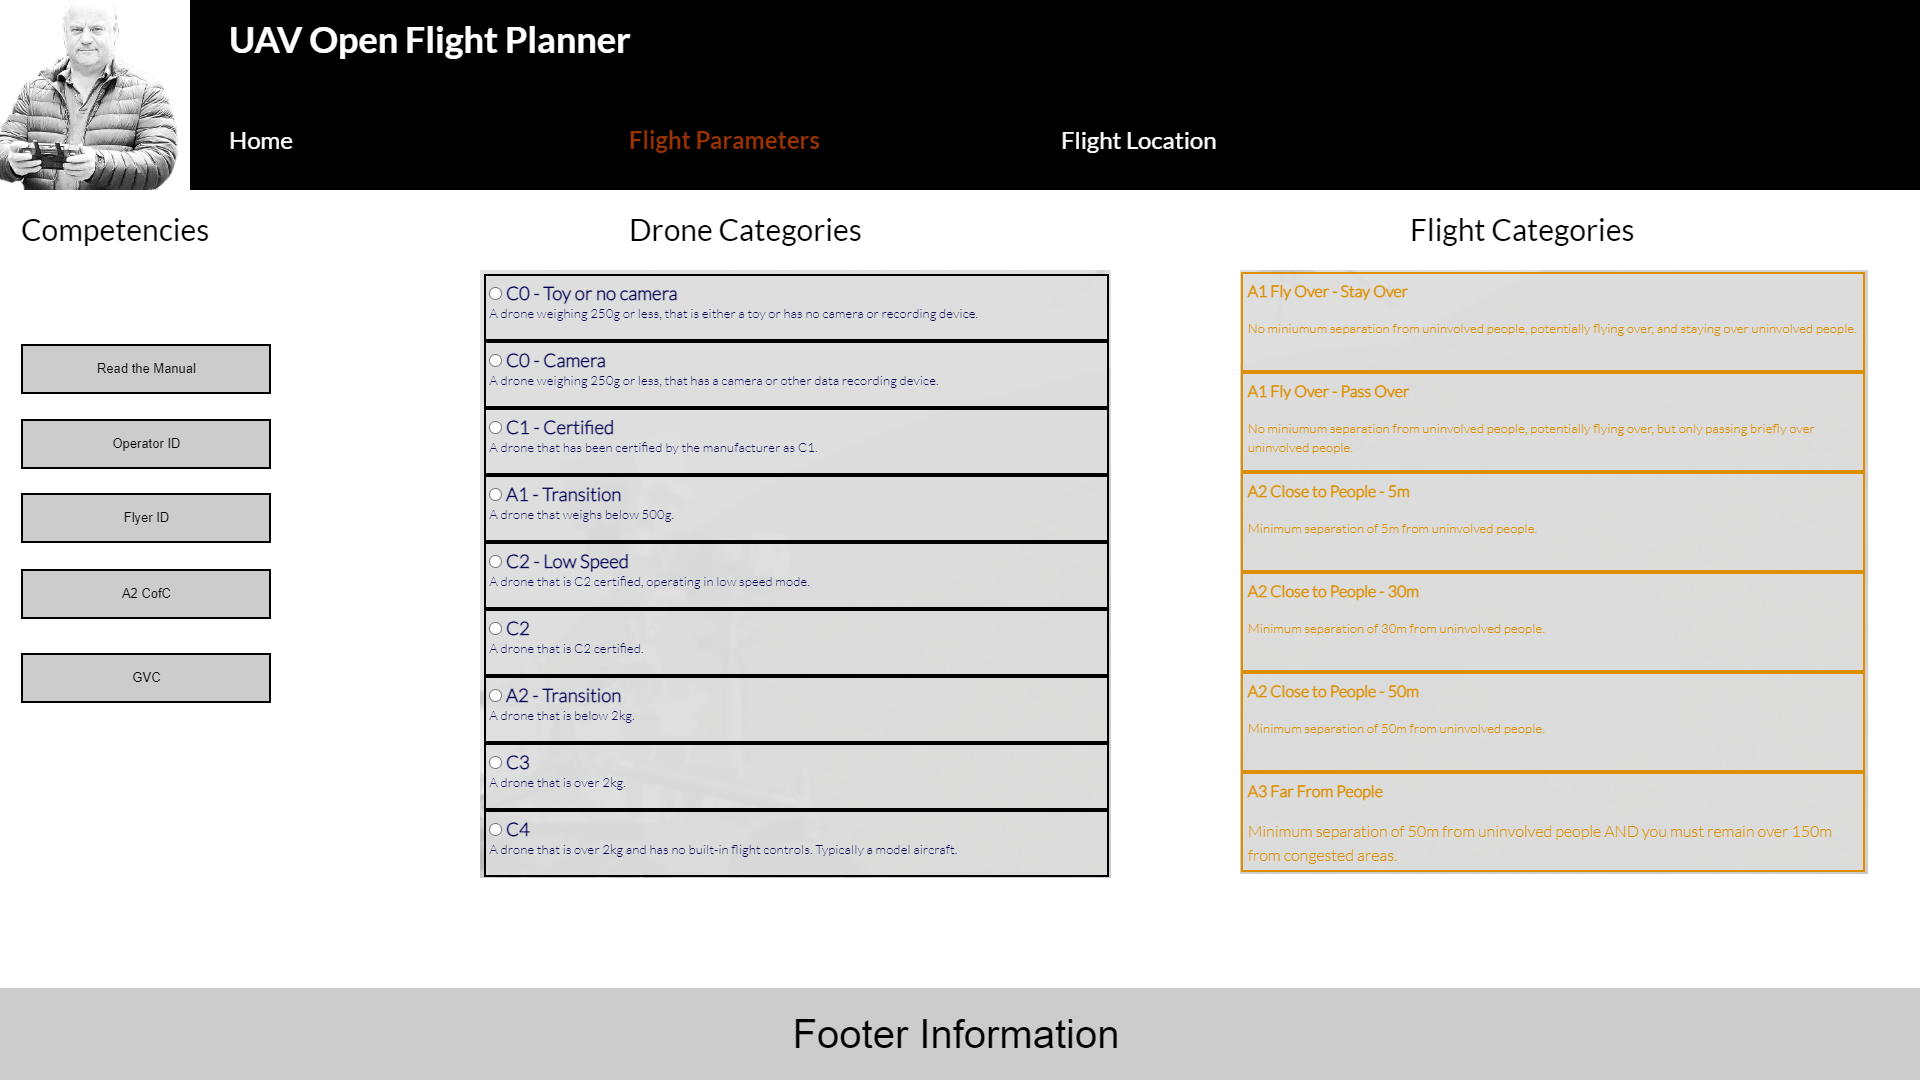 UAV Open Flight Planner
Home
Flight Parameters
Flight Location
Competencies
Read the Manual
Operator ID
Flyer ID
A2 CofC
GVC
Drone Categories
C0 - Toy or no camera
A drone weighing 250g or less, that is either a toy or has no camera or recording device.
C0 - Camera
A drone weighing 250g or less, that has a camera or other data recording device.
C1 - Certified
A drone that has been certified by the manufacturer as C1.
A1 - Transition
A drone that weighs below 500g.
C2 - Low Speed
A drone that is C2 certified, operating in low speed mode.
C2
A drone that is C2 certified.
A2 - Transition
A drone that is below 2kg.
C3
A drone that is over 2kg.
C4
A drone that is over 2kg and has no built-in flight controls. Typically a model aircraft.
Flight Categories
A1 Fly Over - Stay Over
No miniumum separation from uninvolved people, potentially flying over, and staying over uninvolved people.
A1 Fly Over - Pass Over
No miniumum separation from uninvolved people, potentially flying over, but only passing briefly over
uninvolved people.
A2 Close to People - 5m
Minimum separation of 5m from uninvolved people.
A2 Close to People - 30m
Minimum separation of 30m from uninvolved people.
A2 Close to People - 50m
Minimum separation of 50m from uninvolved people.
A3 Far From People
Minimum separation of 50m from uninvolved people AND you must remain over 150m
from congested areas.
Footer Information